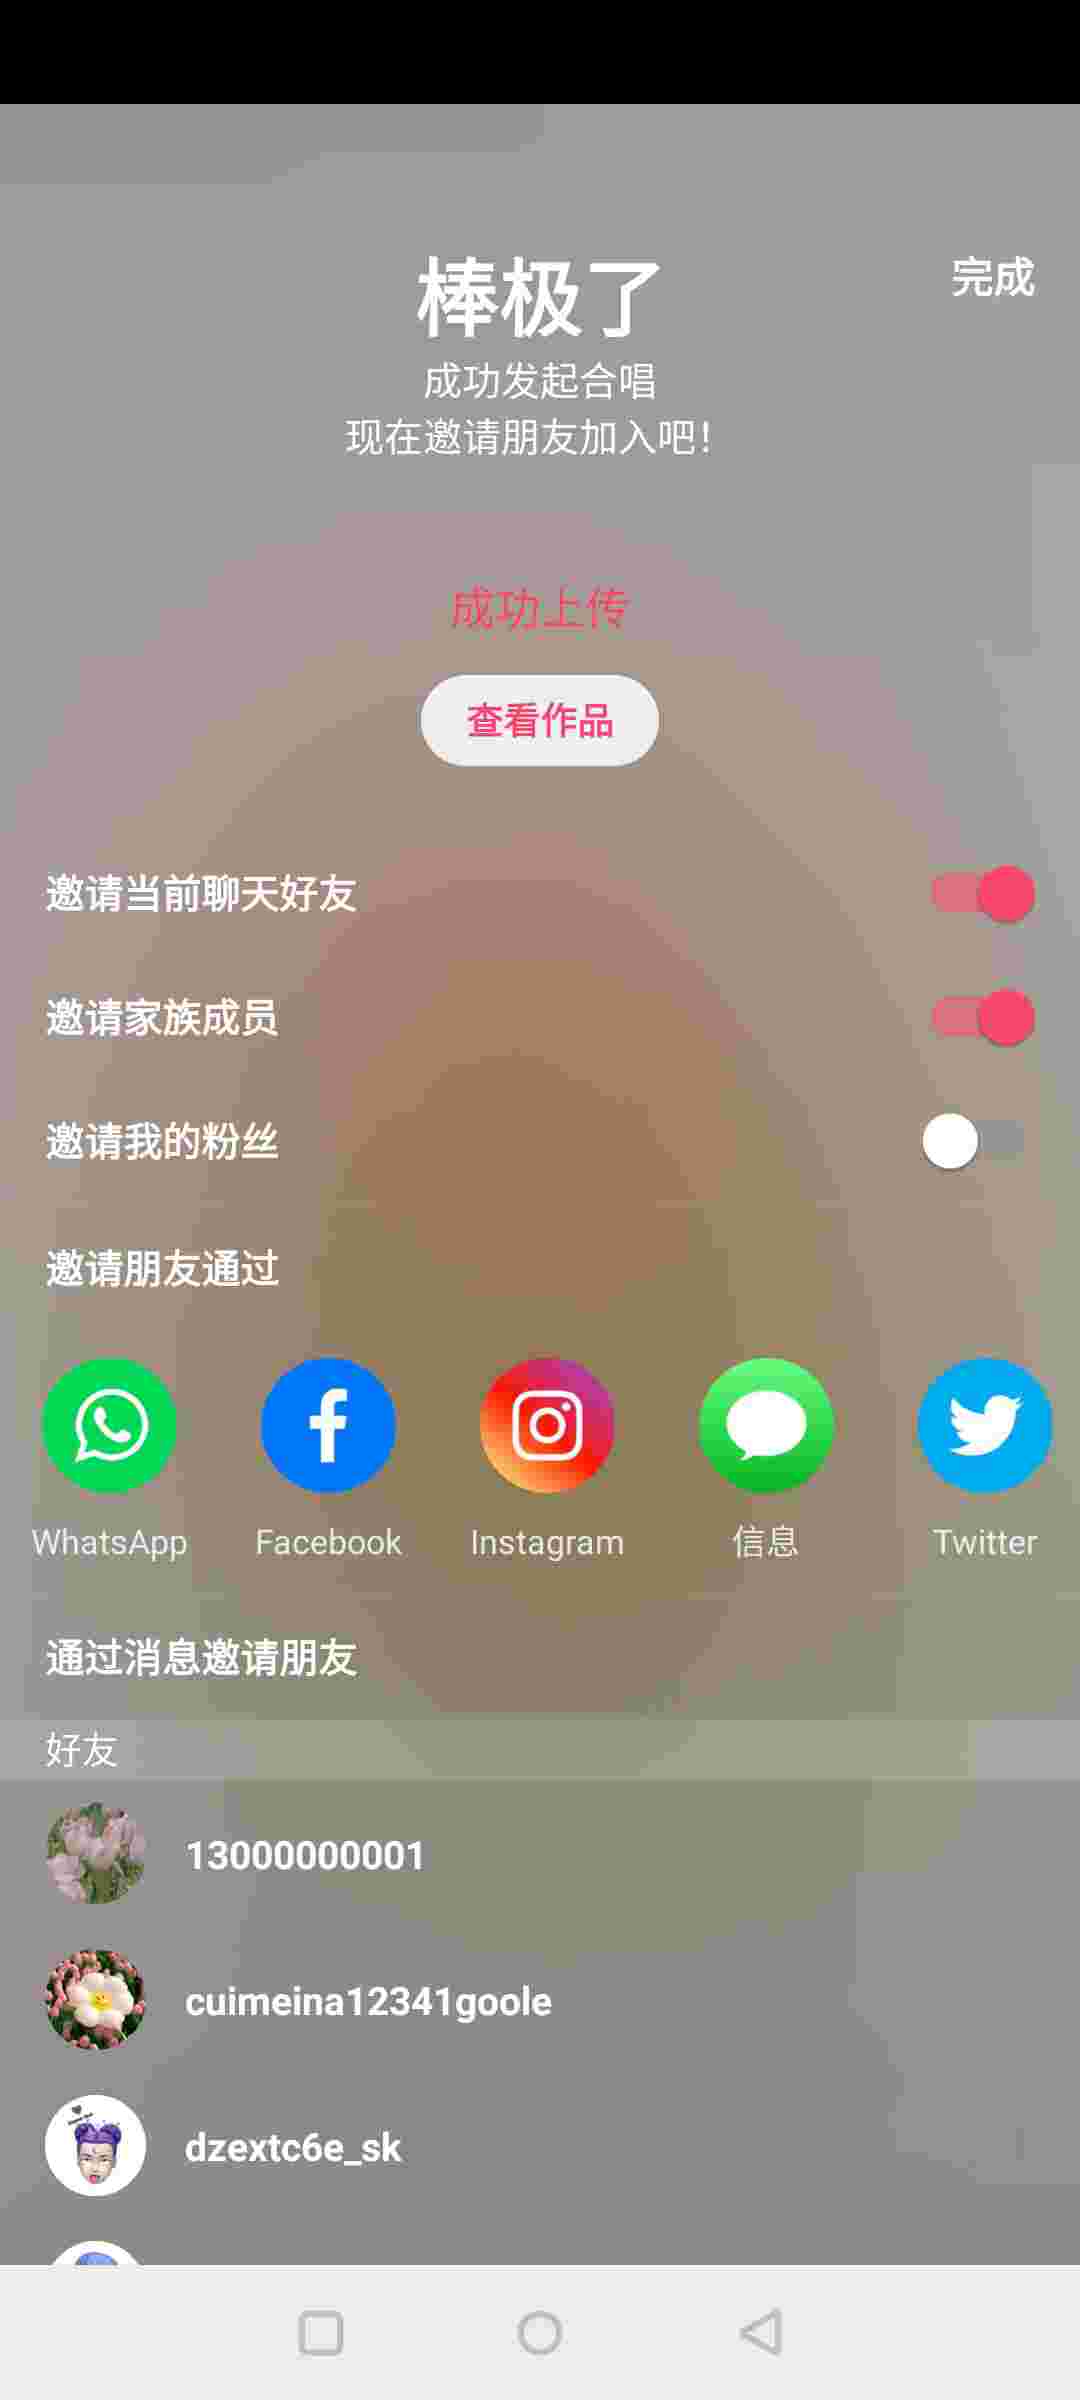 棒极了
完成
成功发起合唱
现在邀请朋友加入吧！
成功上传
查看作品
邀请当前聊天好友
邀请家族成员
邀请我的粉丝
邀请朋友通过
WhatsApp
Facebook
Instagram
信息
Twitter
通过消息邀请朋友
好友
13000000001
cuimeina12341goole
dzextc6e_sk